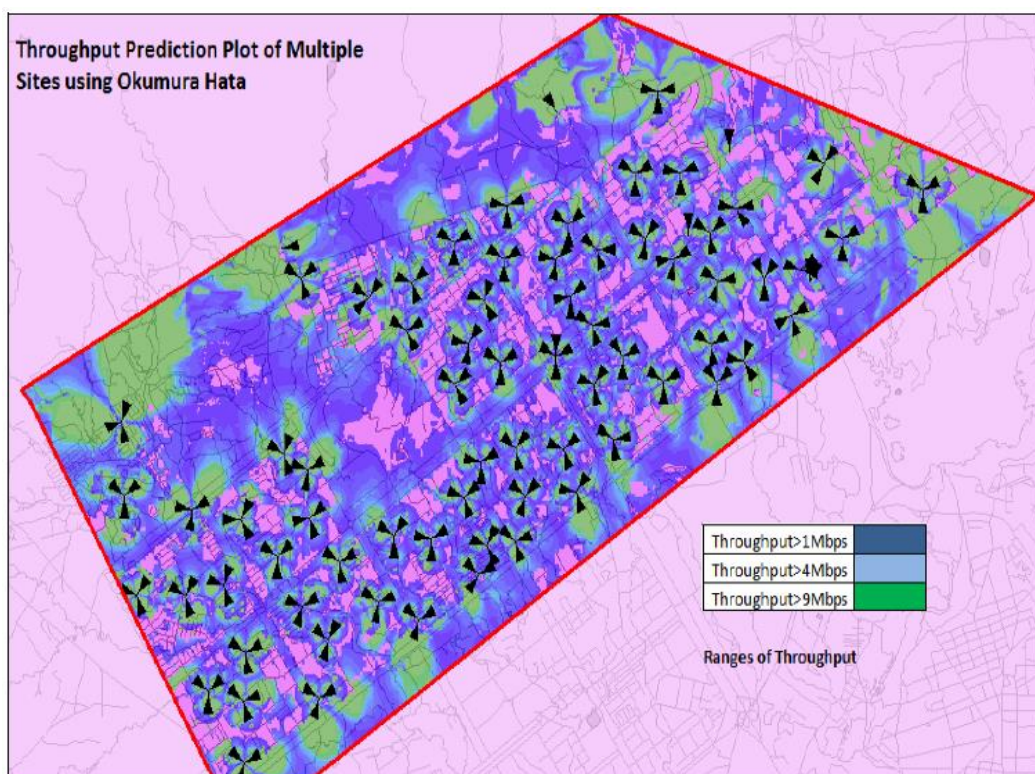 Throughput Prediction Plot of Multiple
Sites using Okumura Hata
Throughput>1Mbps
Throughput>4Mbps
Throughput>9Mbps
Ranges of Throughput